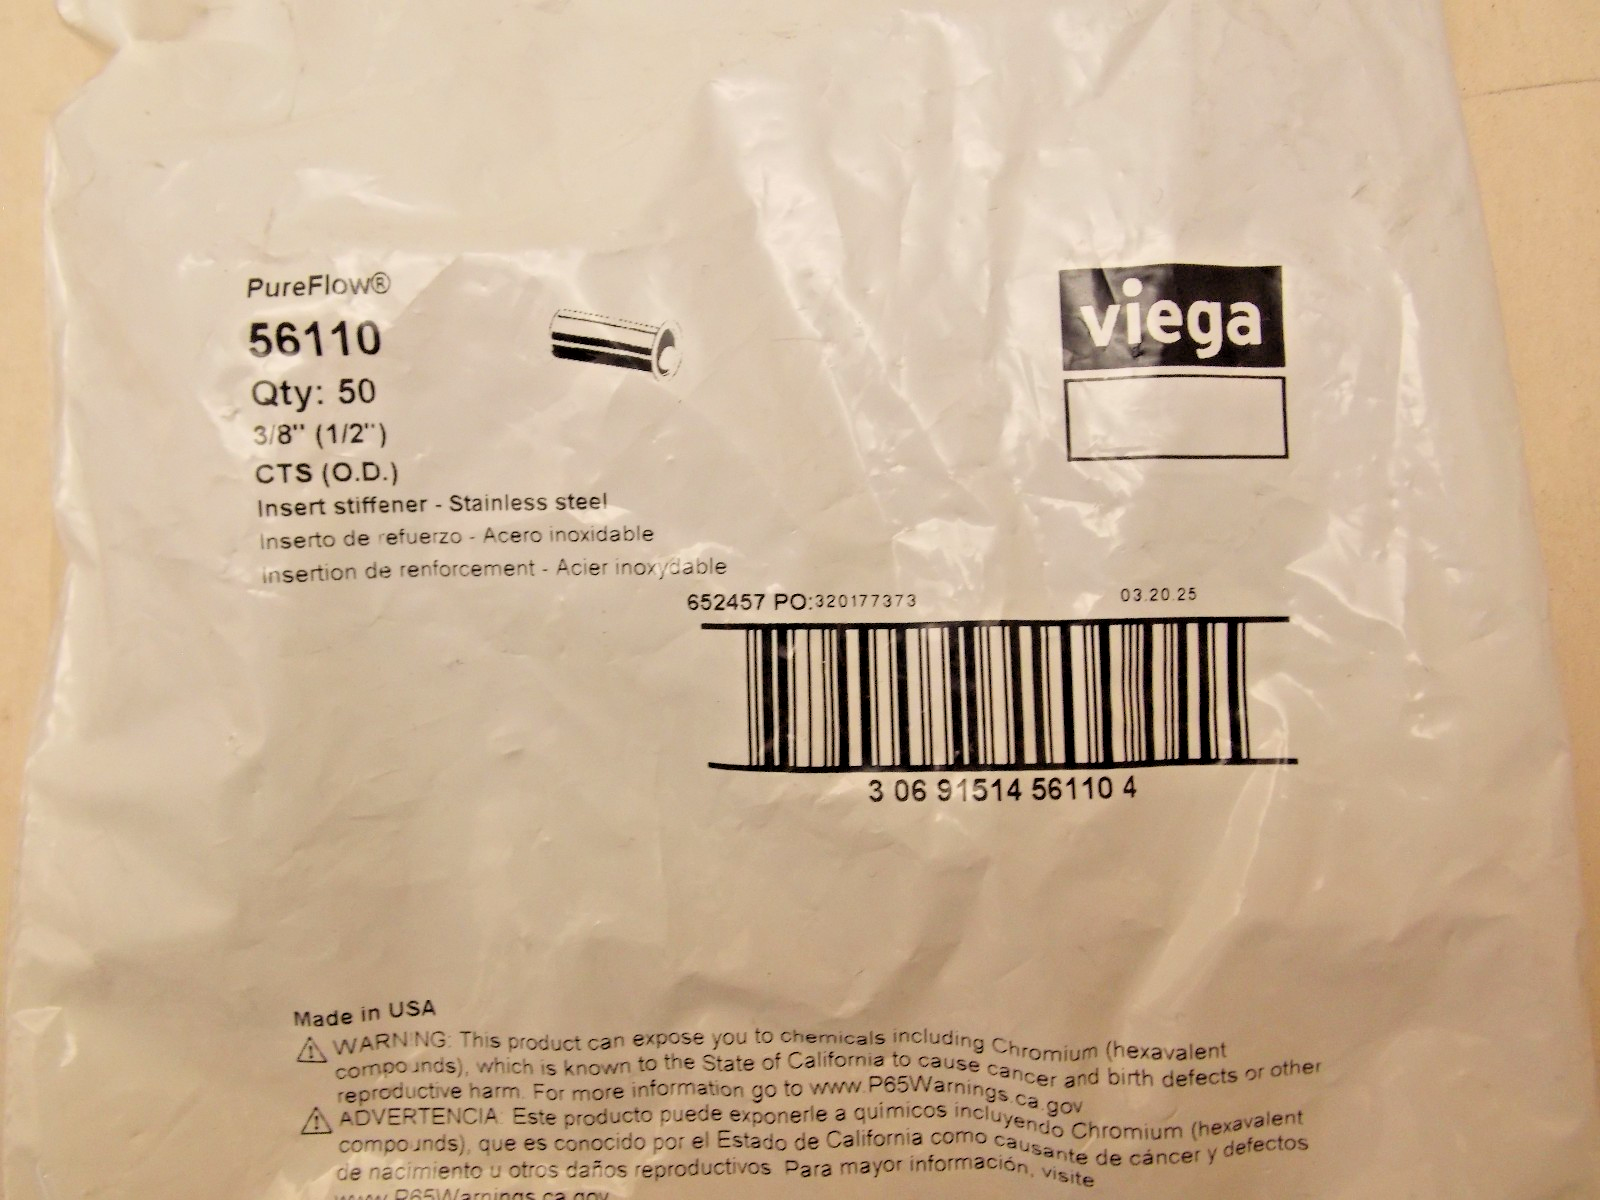 PureFlow®
56110
Qty: 50
3/8" (1/2")
CTS (O.D.)
Insert stiffener - Stainless steel
Inserto de refuerzo - Acero inoxidable
Insertion de renforcement - Acier inoxydable
viega
652457 PO:320177373 03.20.25
3 06 91514 56110 4
Made in USA
⚠ WARNING: This product can expose you to chemicals including Chromium (hexavalent
compounds), which is known to the State of California to cause cancer and birth defects or other
reproductive harm. For more information go to www.P65Warnings.ca.gov
⚠ ADVERTENCIA: Este producto puede exponerle a químicos incluyendo Chromium (hexavalent
compounds), que es conocido por el Estado de California como causante de cáncer y defectos
de nacimiento u otros daños reproductivos. Para mayor información, visite
www.P65Warnings.ca.gov